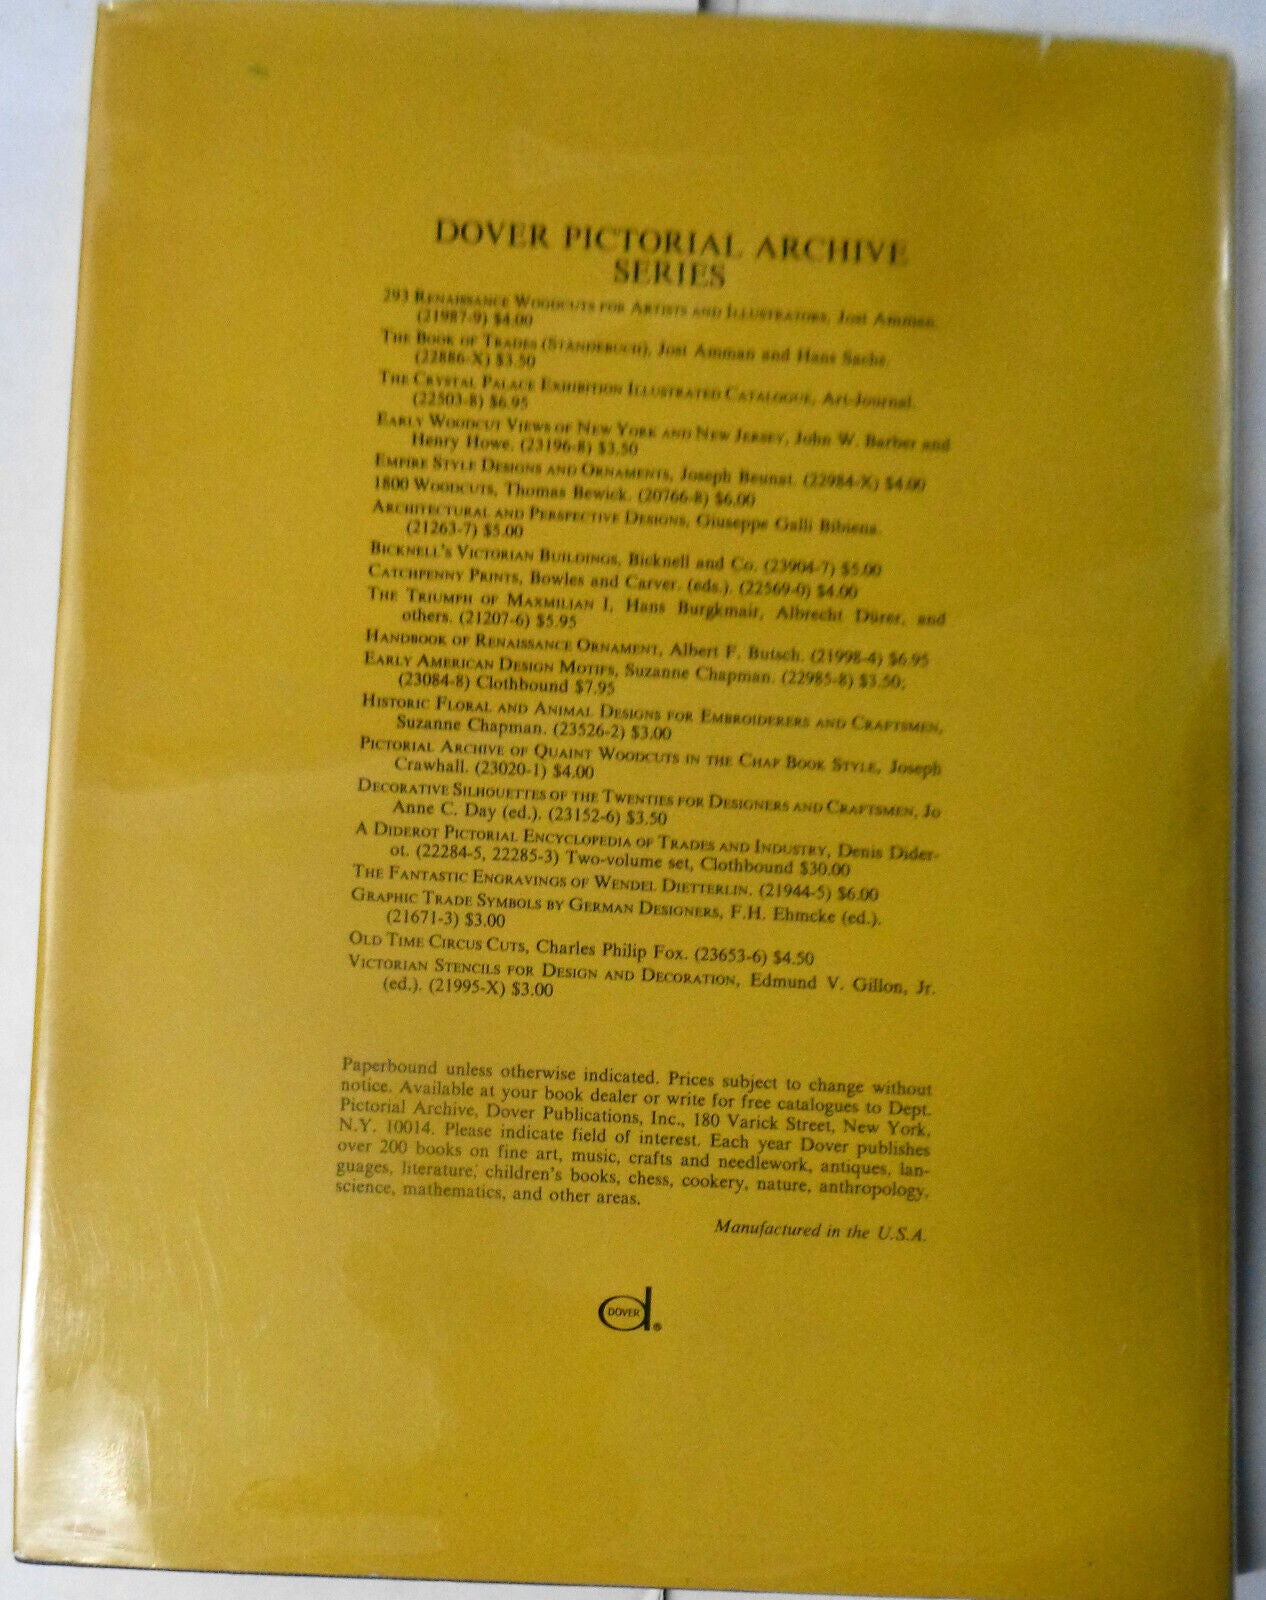 DOVER PICTORIAL ARCHIVE
SERIES
293 RENAISSANCE WOODCUTS FOR ARTISTS AND ILLUSTRATORS, Jost Amman.
(21987-9) $4.00
THE BOOK OF TRADES (STANDEBUCH), Jost Amman and Hans Sachs.
(22886-X) $3.50
THE CRYSTAL PALACE EXHIBITION ILLUSTRATED CATALOGUE, Art-Journal.
(22503-8) $6.95
EARLY WOODCUT VIEWS OF NEW YORK AND NEW JERSEY, John W. Barber and
Henry Howe. (23196-8) $3.50
EMPIRE STYLE DESIGNS AND ORNAMENTS, Joseph Beunat. (22984-X) $4.00
1800 WOODCUTS, Thomas Bewick. (20766-8) $6.00
ARCHITECTURAL AND PERSPECTIVE DESIGNS, Giuseppe Galli Bibiena.
(21263-7) $5.00
BICKNELL'S VICTORIAN BUILDINGS, Bicknell and Co. (23904-7) $5.00
CATCHPENNY PRINTS, Bowles and Carver. (eds.). (22569-0) $4.00
THE TRIUMPH OF MAXMILIAN I, Hans Burgkmair, Albrecht Dürer, and
others. (21207-6) $5.95
HANDBOOK OF RENAISSANCE ORNAMENT, Albert F. Butsch. (21998-4) $6.95
EARLY AMERICAN DESIGN MOTIFS, Suzanne Chapman. (22985-8) $3.50;
(23084-8) Clothbound $7.95
HISTORIC FLORAL AND ANIMAL DESIGNS FOR EMBROIDERERS AND CRAFTSMEN,
Suzanne Chapman. (23526-2) $3.00
PICTORIAL ARCHIVE OF QUAINT WOODCUTS IN THE CHAP BOOK STYLE, Joseph
Crawhall. (23020-1) $4.00
DECORATIVE SILHOUETTES OF THE TWENTIES FOR DESIGNERS AND CRAFTSMEN, Jo
Anne C. Day (ed.). (23152-6) $3.50
A DIDEROT PICTORIAL ENCYCLOPEDIA OF TRADES AND INDUSTRY, Denis Dider-
ot. (22284-5, 22285-3) Two-volume set, Clothbound $30.00
THE FANTASTIC ENGRAVINGS OF WENDEL DIETTERLIN. (21944-5) $6.00
GRAPHIC TRADE SYMBOLS BY GERMAN DESIGNERS, F.H. Ehmcke (ed.).
(21671-3) $3.00
OLD TIME CIRCUS CUTS, Charles Philip Fox. (23653-6) $4.50
VICTORIAN STENCILS FOR DESIGN AND DECORATION, Edmund V. Gillon, Jr.
(ed.). (21995-X) $3.00
Paperbound unless otherwise indicated. Prices subject to change without
notice. Available at your book dealer or write for free catalogues to Dept.
Pictorial Archive, Dover Publications, Inc., 180 Varick Street, New York,
N.Y. 10014. Please indicate field of interest. Each year Dover publishes
over 200 books on fine art, music, crafts and needlework, antiques, lan-
guages, literature, children's books, chess, cookery, nature, anthropology,
science, mathematics, and other areas.
Manufactured in the U.S.A.
d
DOVER
®